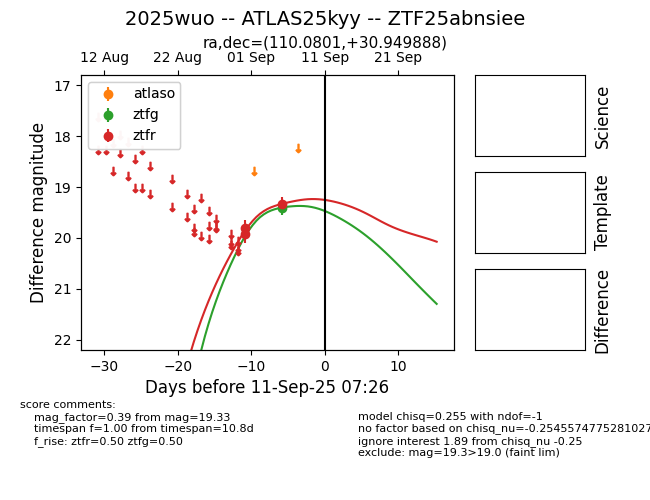 2025wuo -- ATLAS25kyy -- ZTF25abnsiee
ra,dec=(110.0801,+30.949888)
12 Aug 22 Aug 01 Sep 11 Sep 21 Sep
atlaso
ztfg
ztfr
Difference magnitude
17
18
19
20
21
22
−30 −20 −10 0 10
Days before 11-Sep-25 07:26
Science
Template
Difference
score comments:
mag_factor=0.39 from mag=19.33
timespan f=1.00 from timespan=10.8d
f_rise: ztfr=0.50 ztfg=0.50
model chisq=0.255 with ndof=-1
no factor based on chisq_nu=-0.2545574775281027
ignore interest 1.89 from chisq_nu -0.25
exclude: mag=19.3>19.0 (faint lim)